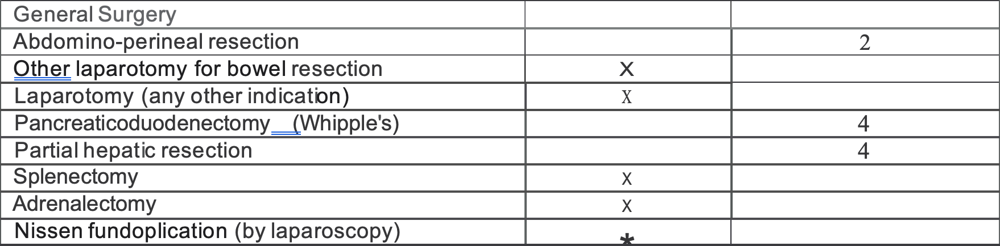 General Surgery
Abdomino-perineal resection 2
Other laparotomy for bowel resection X
Laparotomy (any other indication) X
Pancreaticoduodenectomy (Whipple's) 4
Partial hepatic resection 4
Splenectomy x
Adrenalectomy x
Nissen fundoplication (by laparoscopy) *